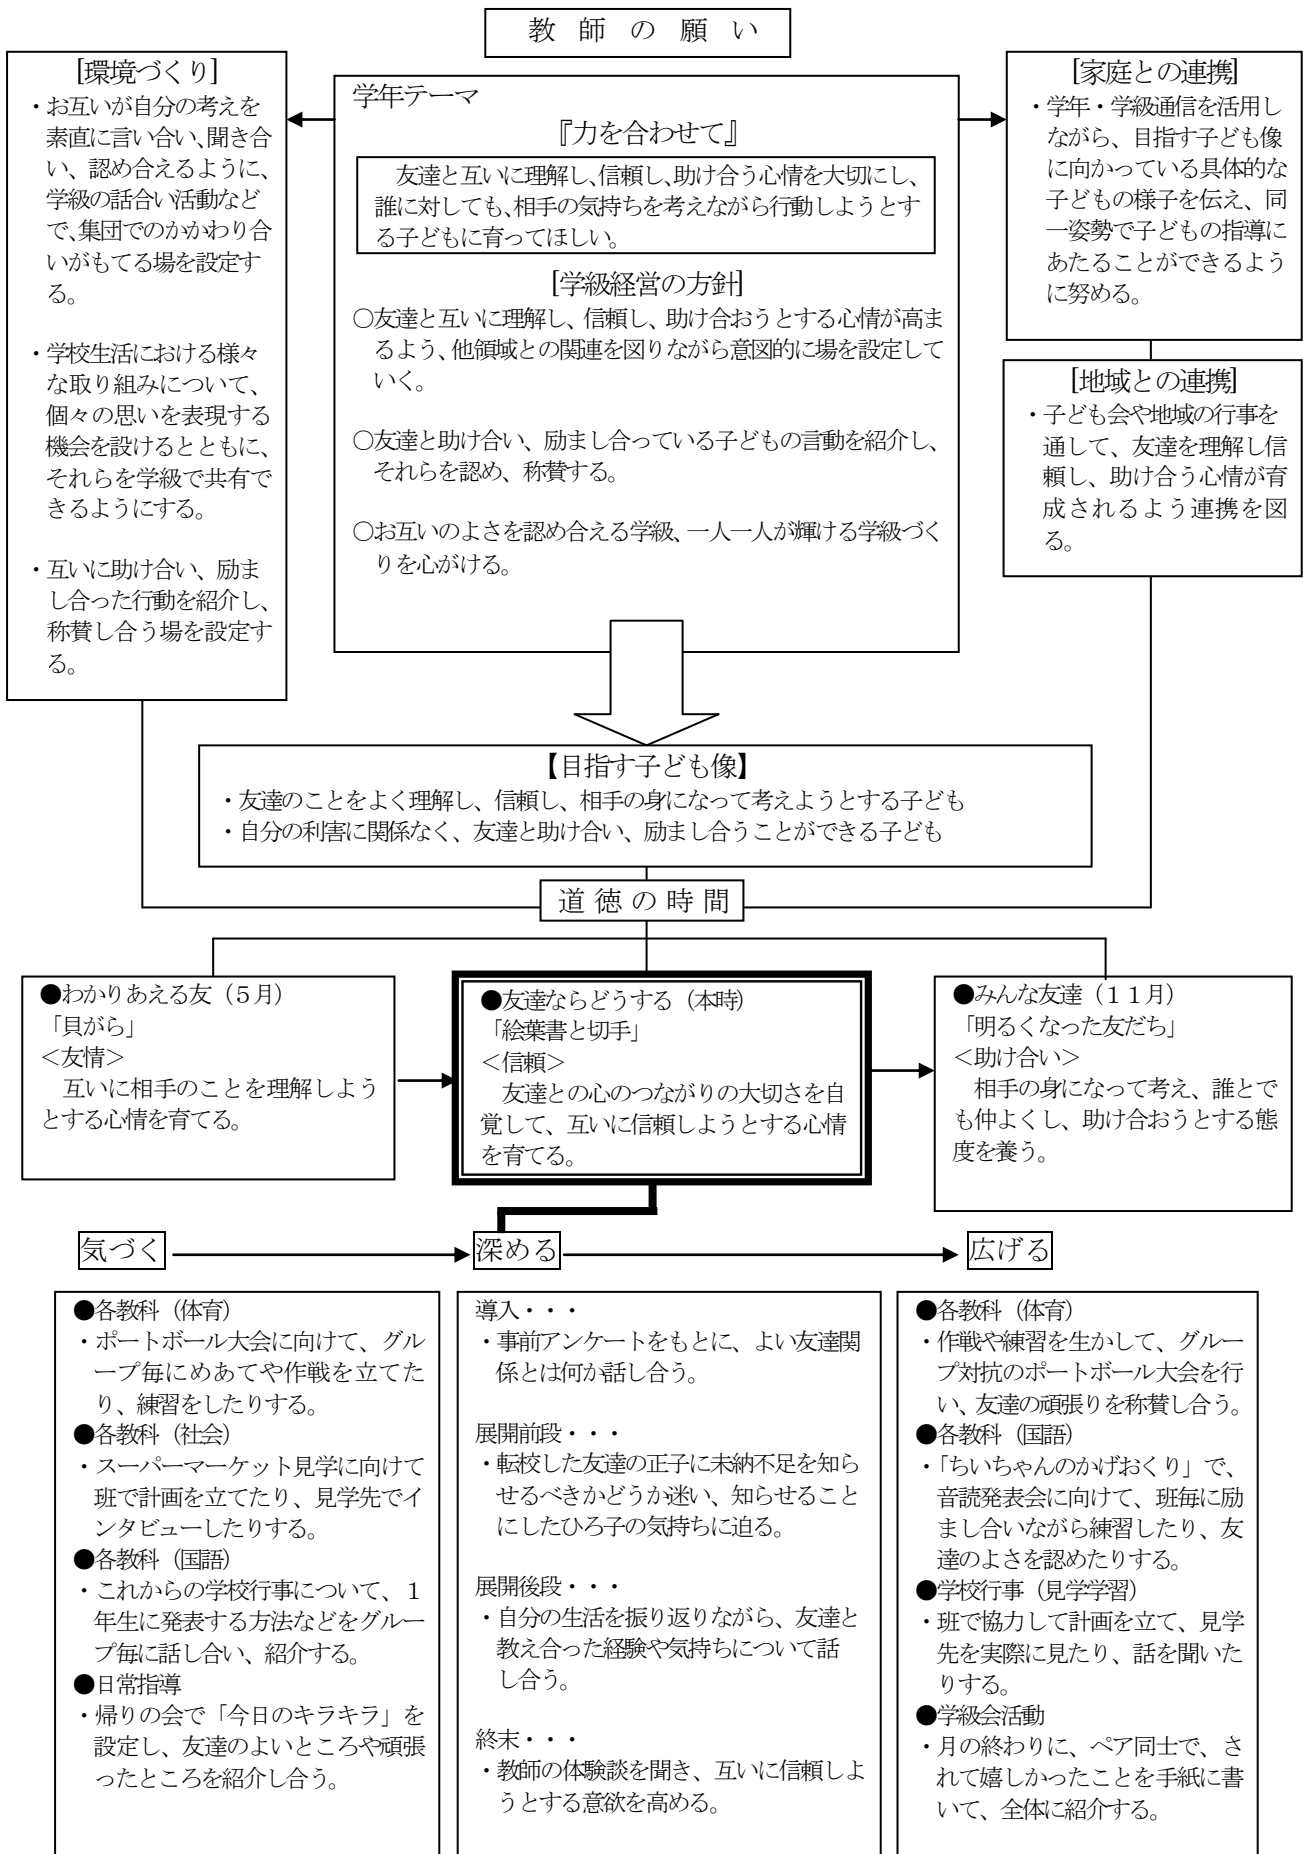 教師の願い
[環境づくり]
・お互いが自分の考えを
素直に言い合い、聞き合
い、認め合えるように、
学級の話合い活動など
で、集団でのかかわり合
いがもてる場を設定す
る。
・学校生活における様々
な取り組みについて、
個々の思いを表現する
機会を設けるとともに、
それらを学級で共有で
きるようにする。
・互いに助け合い、励ま
し合った行動を紹介し、
称賛し合う場を設定す
る。
学年テーマ
『力を合わせて』
友達と互いに理解し、信頼し、助け合う心情を大切にし、
誰に対しても、相手の気持ちを考えながら行動しようとす
る子どもに育ってほしい。
[学級経営の方針]
○友達と互いに理解し、信頼し、助け合おうとする心情が高ま
るよう、他領域との関連を図りながら意図的に場を設定して
いく。
○友達と助け合い、励まし合っている子どもの言動を紹介し、
それらを認め、称賛する。
○お互いのよさを認め合える学級、一人一人が輝ける学級づく
りを心がける。
[家庭との連携]
・学年・学級通信を活用し
ながら、目指す子ども像
に向かっている具体的な
子どもの様子を伝え、同
一姿勢で子どもの指導に
あたることができるよう
に努める。
[地域との連携]
・子ども会や地域の行事を
通して、友達を理解し信
頼し、助け合う心情が育
成されるよう連携を図
る。
【目指す子ども像】
・友達のことをよく理解し、信頼し、相手の身になって考えようとする子ども
・自分の利害に関係なく、友達と助け合い、励まし合うことができる子ども
道徳の時間
●わかりあえる友（5月）
「貝がら」
＜友情＞
互いに相手のことを理解しよう
とする心情を育てる。
●友達ならどうする（本時）
「絵葉書と切手」
＜信頼＞
友達との心のつながりの大切さを自
覚して、互いに信頼しようとする心情
を育てる。
●みんな友達（11月）
「明るくなった友だち」
＜助け合い＞
相手の身になって考え、誰とで
も仲よくし、助け合おうとする態
度を養う。
気づく
深める
広げる
●各教科（体育）
・ポートボール大会に向けて、グル
ープ毎にめあてや作戦を立てた
り、練習をしたりする。
●各教科（社会）
・スーパーマーケット見学に向けて
班で計画を立てたり、見学先でイ
ンタビューしたりする。
●各教科（国語）
・これからの学校行事について、1
年生に発表する方法などをグルー
プ毎に話し合い、紹介する。
●日常指導
・帰りの会で「今日のキラキラ」を
設定し、友達のよいところや頑張
ったところを紹介し合う。
導入・・・
・事前アンケートをもとに、よい友達関
係とは何か話し合う。
展開前段・・・
・転校した友達の正子に未納不足を知ら
せるべきかどうか迷い、知らせること
にしたひろ子の気持ちに迫る。
展開後段・・・
・自分の生活を振り返りながら、友達と
教え合った経験や気持ちについて話
し合う。
終末・・・
・教師の体験談を聞き、互いに信頼しよ
うとする意欲を高める。
●各教科（体育）
・作戦や練習を生かして、グルー
プ対抗のポートボール大会を行
い、友達の頑張りを称賛し合う。
●各教科（国語）
・「ちいちゃんのかげおくり」で、
音読発表会に向けて、班毎に励
まし合いながら練習したり、友
達のよさを認めたりする。
●学校行事（見学学習）
・班で協力して計画を立て、見学
先を実際に見たり、話を聞いた
りする。
●学級会活動
・月の終わりに、ペア同士で、さ
れて嬉しかったことを手紙に書
いて、全体に紹介する。